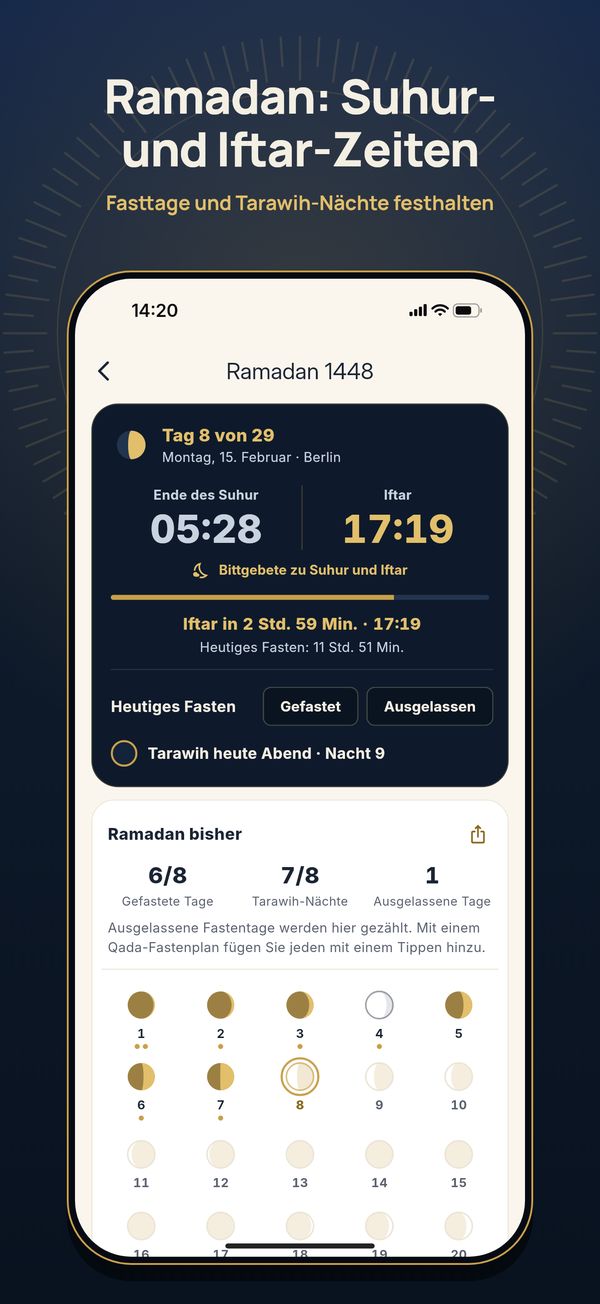 Ramadan: Suhur-
und Iftar-Zeiten
Fasttage und Tarawih-Nächte festhalten
14:20
Ramadan 1448
Tag 8 von 29
Montag, 15. Februar · Berlin
Ende des Suhur
Iftar
05:28
17:19
Bittgebete zu Suhur und Iftar
Iftar in 2 Std. 59 Min. · 17:19
Heutiges Fasten: 11 Std. 51 Min.
Heutiges Fasten
Gefastet
Ausgelassen
Tarawih heute Abend · Nacht 9
Ramadan bisher
6/8
7/8
1
Gefastete Tage
Tarawih-Nächte
Ausgelassene Tage
Ausgelassene Fastentage werden hier gezählt. Mit einem
Qada-Fastenplan fügen Sie jeden mit einem Tippen hinzu.
1 2 3 4 5
6 7 8 9 10
11 12 13 14 15
16 17 18 19 20